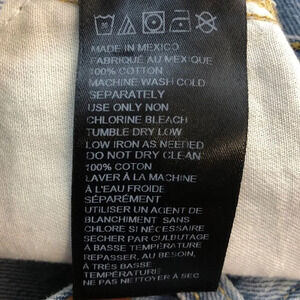 MADE IN MEXICO
FABRIQUÉ AU MEXIQUE
100% COTTON
MACHINE WASH COLD
SEPARATELY
USE ONLY NON
CHLORINE BLEACH
TUMBLE DRY LOW
LOW IRON AS NEEDED
DO NOT DRY CLEAN
100% COTON
LAVER À LA MACHINE
À L'EAU FROIDE
SÉPARÉMENT
UTILISER UN AGENT DE
BLANCHIMENT SANS
CHLORE SI NÉCESSAIRE
SECHER PAR CULBUTAGE
À BASSE TEMPÉRATURE
REPASSER, AU BESOIN,
À TRÈS BASSE
TEMPÉRATURE
NE PAS NETTOYER À SEC